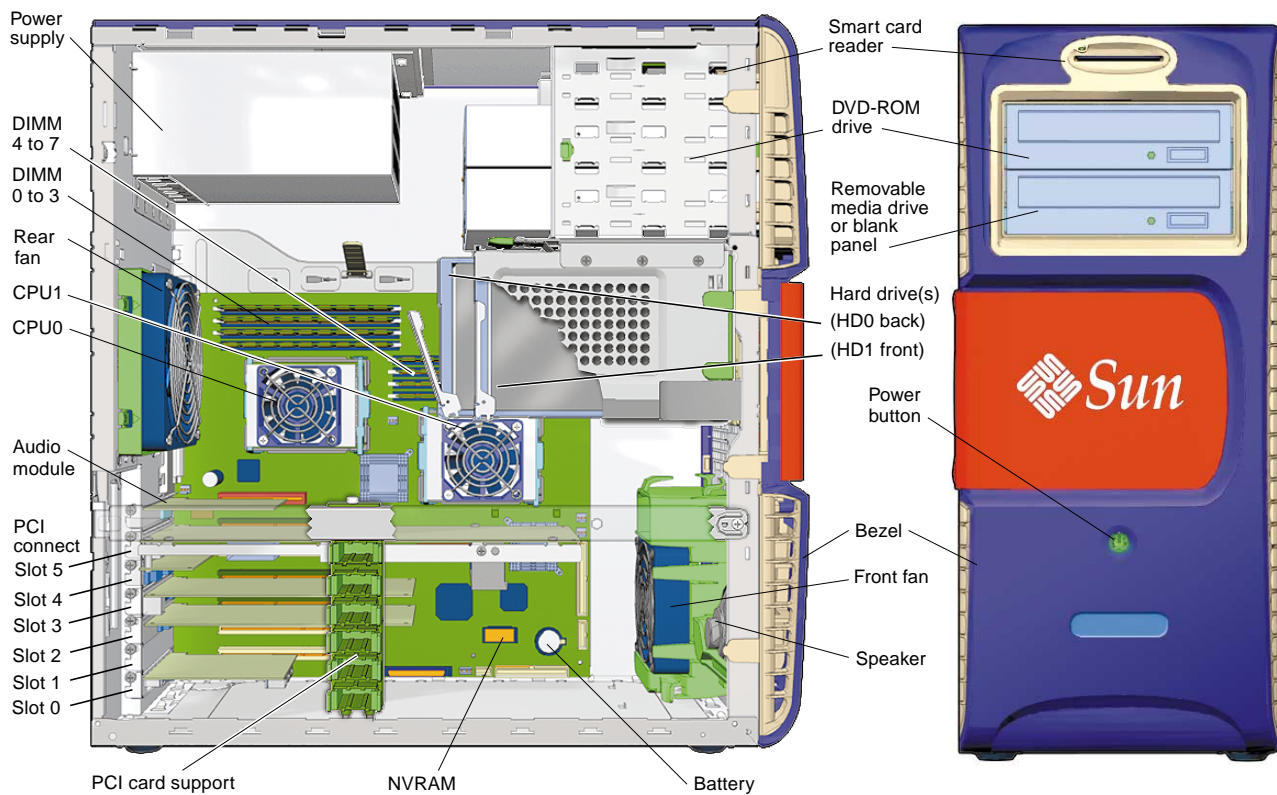 Power
supply
DIMM
4 to 7
DIMM
0 to 3
Rear
fan
CPU1
CPU0
Audio
module
PCI
connect
Slot 5
Slot 4
Slot 3
Slot 2
Slot 1
Slot 0
PCI card support
NVRAM
Battery
Smart card
reader
DVD-ROM
drive
Removable
media drive
or blank
panel
Hard drive(s)
(HD0 back)
(HD1 front)
Power
button
Bezel
Front fan
Speaker
Sun